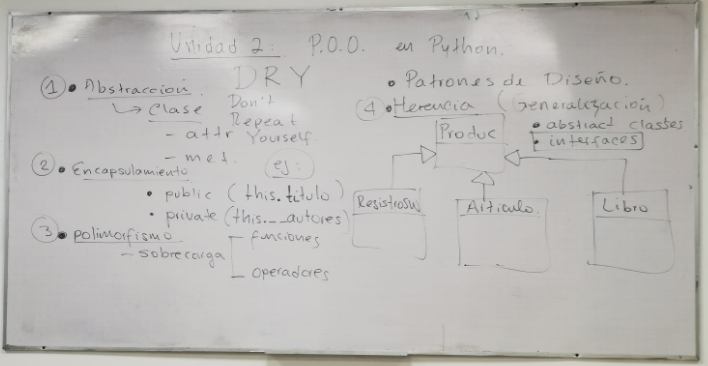 Unidad 2: P.O.O. en Python.
DRY
Don't
Repeat
Yourself
① • Abstracción
↳ Clase
- attr
- met.
② • Encapsulamiento ej:
• public (this.titulo)
• private (this.__autores)
③ • polimorfismo
- sobrecarga
- funciones
- operadores
• Patrones de Diseño.
④ • Herencia (Generalización)
• abstract classes
• interfaces
Produc
RegistroSW
Artículo
Libro